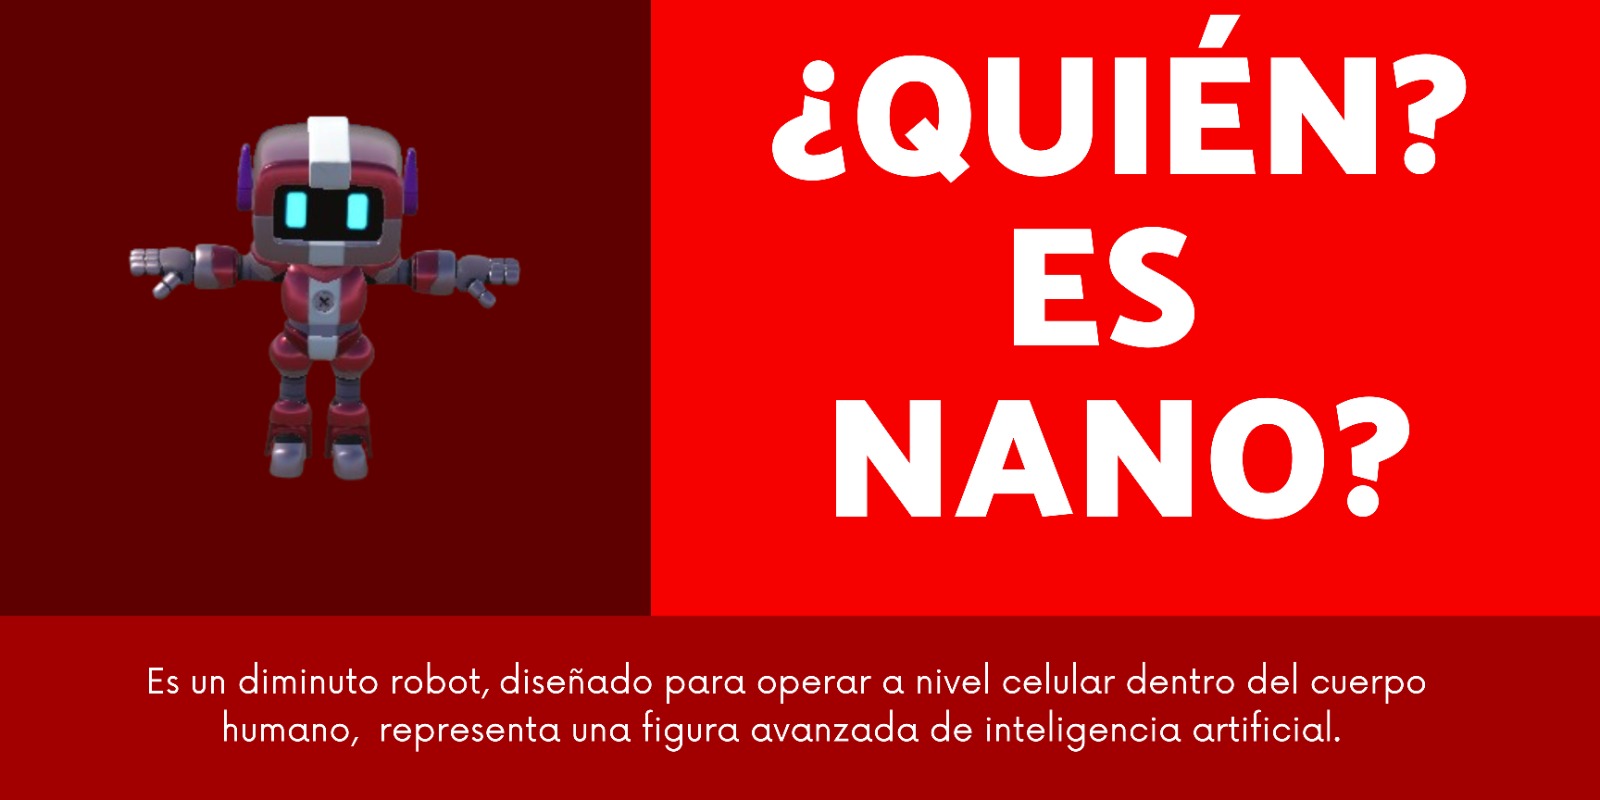 ¿QUIÉN?
ES
NANO?
Es un diminuto robot, diseñado para operar a nivel celular dentro del cuerpo
humano, representa una figura avanzada de inteligencia artificial.